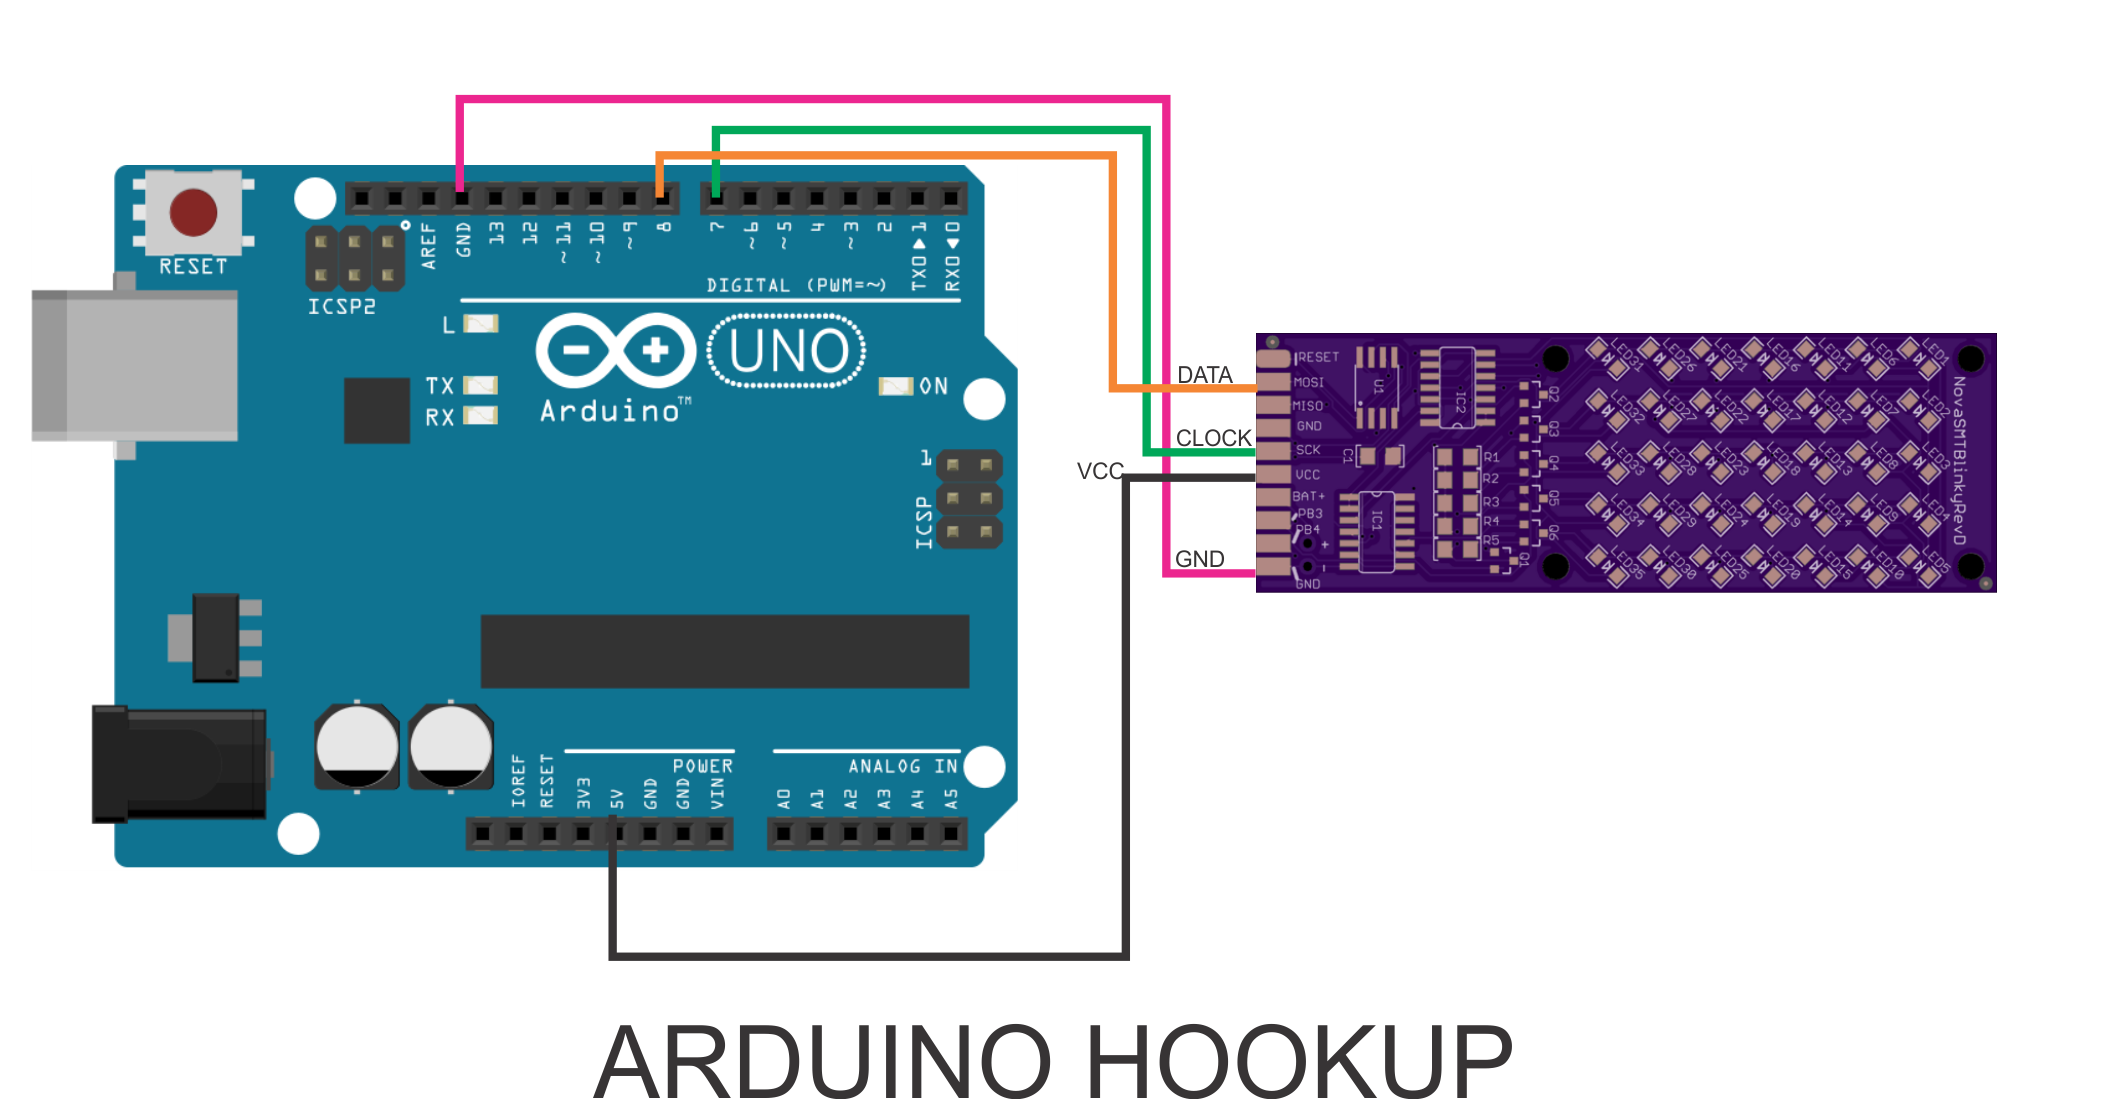 RESET
ICSP2
AREF
GND
13
12
~11
~10
~9
8
7
~6
~5
4
~3
2
TX0▶1
RX0◀0
DIGITAL (PWM=~)
L
TX
RX
UNO
Arduino™
ON
1
ICSP
POWER
ANALOG IN
IOREF
RESET
3V3
5V
GND
GND
VIN
A0
A1
A2
A3
A4
A5
DATA
CLOCK
VCC
GND
RESET
MOSI
MISO
GND
SCK
VCC
BAT+
PB3
PB4
+
-
GND
U1
IC2
C1
IC1
R1
R2
R3
R4
R5
Q2
Q3
Q4
Q5
Q6
Q1
LED31 LED26 LED21 LED16 LED11 LED6 LED1
LED32 LED27 LED22 LED17 LED12 LED7 LED2
LED33 LED28 LED23 LED18 LED13 LED8 LED3
LED34 LED29 LED24 LED19 LED14 LED9 LED4
LED35 LED30 LED25 LED20 LED15 LED10 LED5
NovaSMTBlinkyRevD
ARDUINO HOOKUP